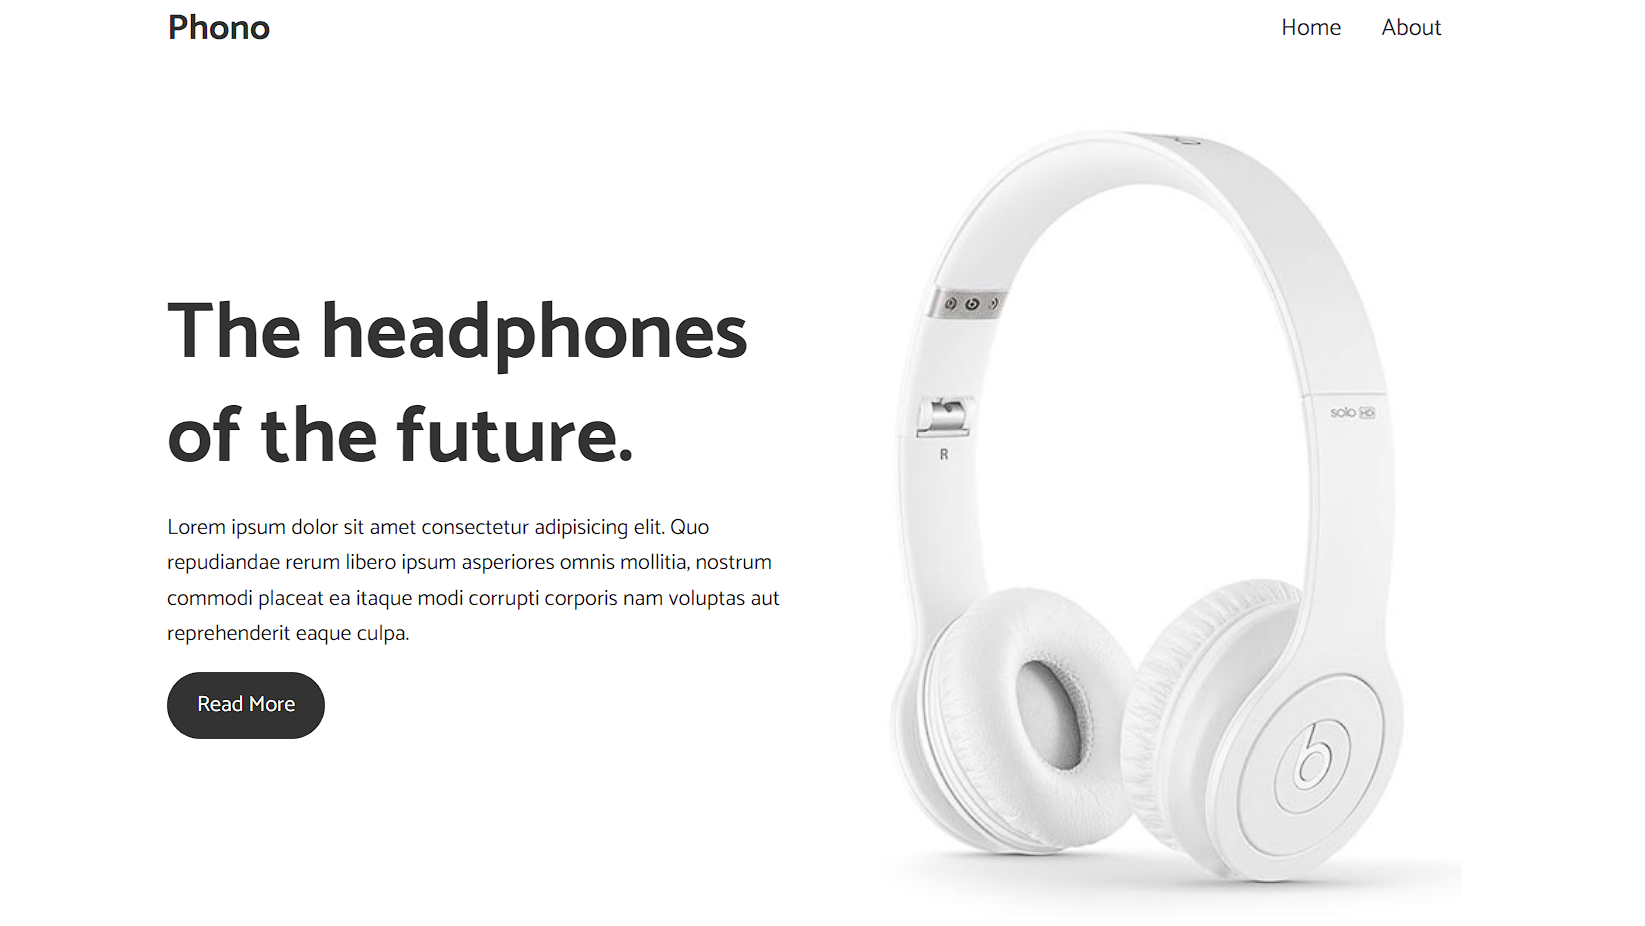 Phono
Home About
The headphones
of the future.
Lorem ipsum dolor sit amet consectetur adipisicing elit. Quo
repudiandae rerum libero ipsum asperiores omnis mollitia, nostrum
commodi placeat ea itaque modi corrupti corporis nam voluptas aut
reprehenderit eaque culpa.
Read More
solo HD
R
b